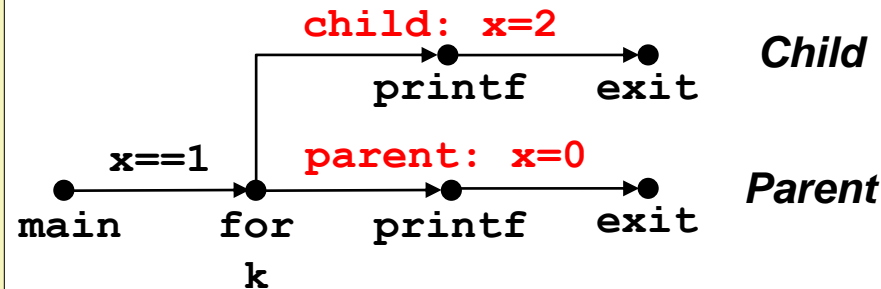 child: x=2
Child
printf exit
x==1 parent: x=0
Parent
main for printf exit
k